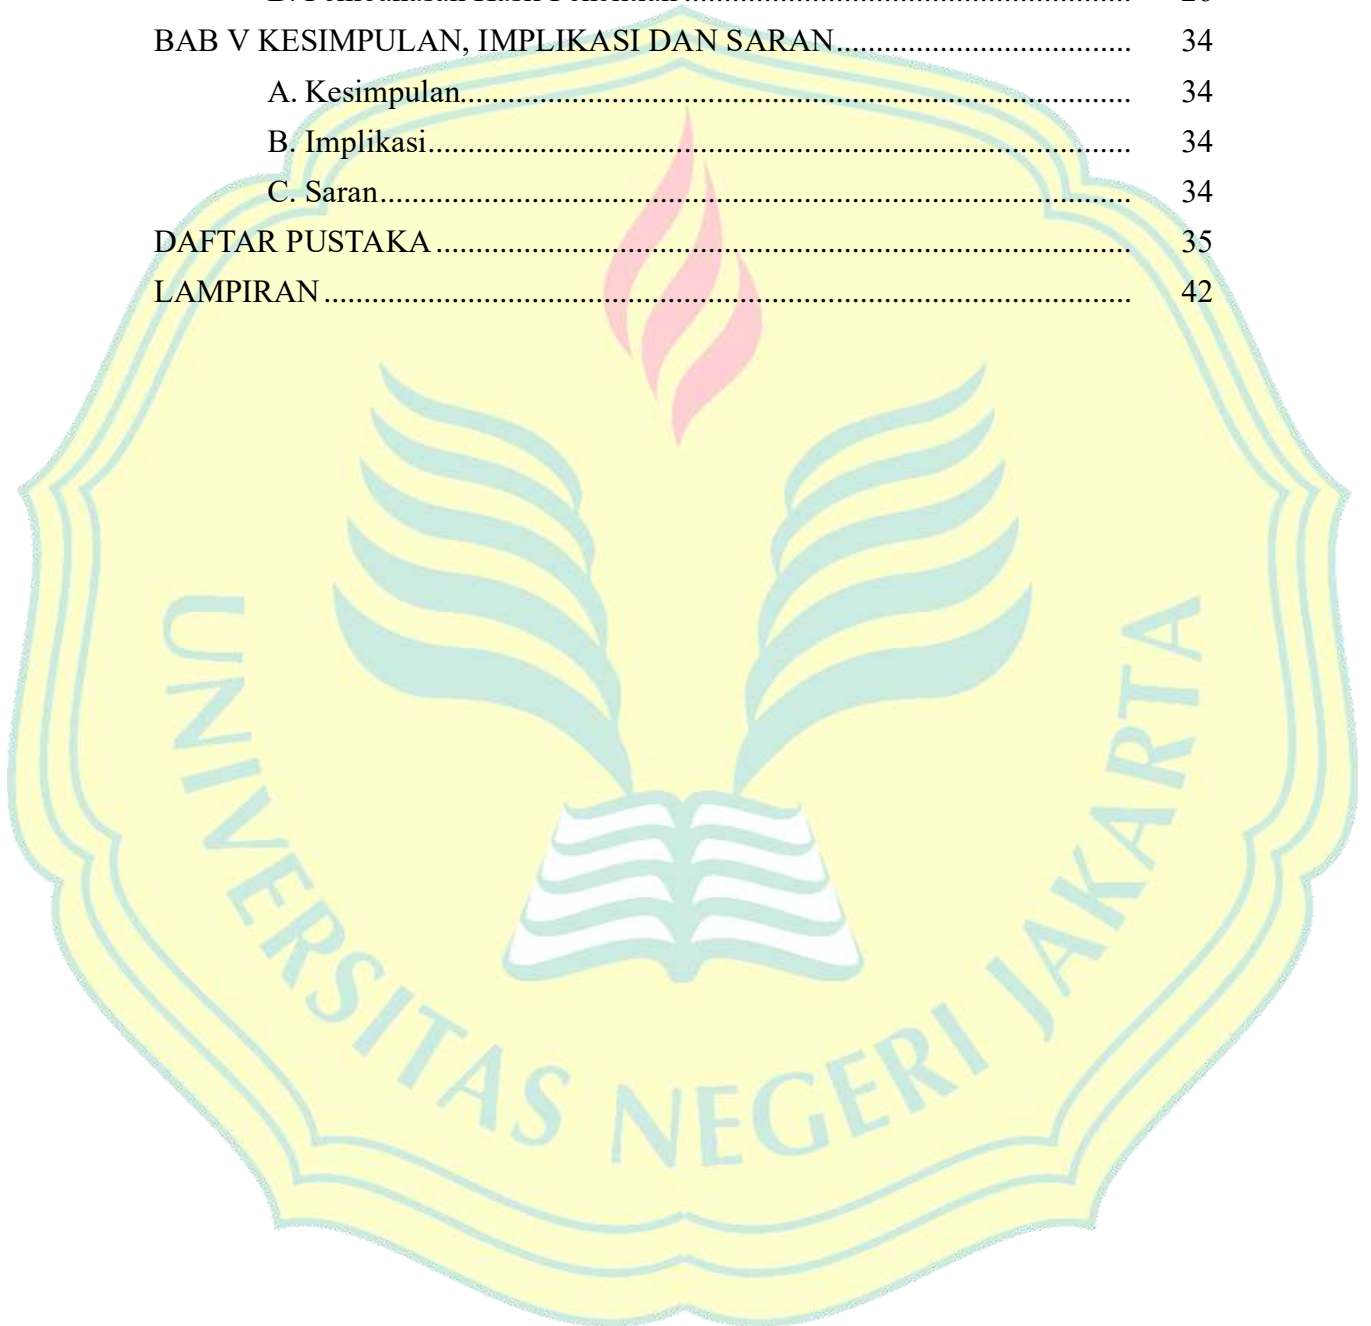 BAB V KESIMPULAN, IMPLIKASI DAN SARAN.................................. 34
A. Kesimpulan.................................................................................. 34
B. Implikasi...................................................................................... 34
C. Saran............................................................................................ 34
DAFTAR PUSTAKA..................................................................................... 35
LAMPIRAN................................................................................................... 42
UNIVERSITAS NEGERI JAKARTA